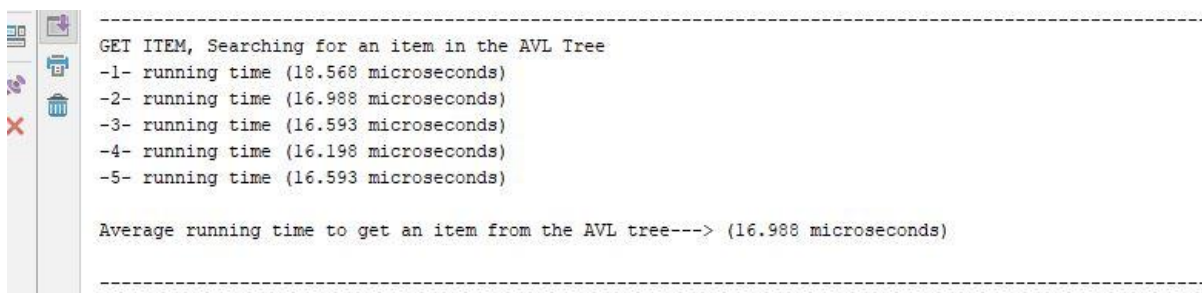 --------------------------------------------------------------------------------------------------------
GET ITEM, Searching for an item in the AVL Tree
-1- running time (18.568 microseconds)
-2- running time (16.988 microseconds)
-3- running time (16.593 microseconds)
-4- running time (16.198 microseconds)
-5- running time (16.593 microseconds)
Average running time to get an item from the AVL tree---> (16.988 microseconds)
--------------------------------------------------------------------------------------------------------